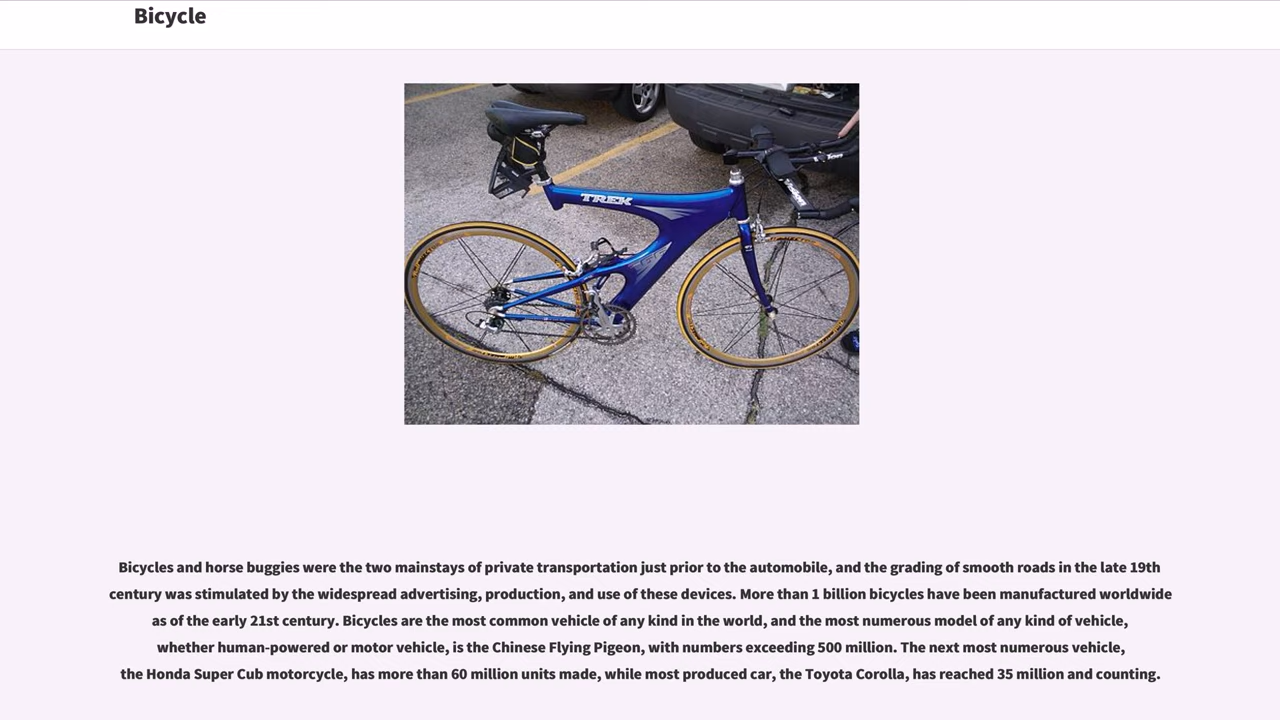 Bicycle
TREK
Bicycles and horse buggies were the two mainstays of private transportation just prior to the automobile, and the grading of smooth roads in the late 19th
century was stimulated by the widespread advertising, production, and use of these devices. More than 1 billion bicycles have been manufactured worldwide
as of the early 21st century. Bicycles are the most common vehicle of any kind in the world, and the most numerous model of any kind of vehicle,
whether human-powered or motor vehicle, is the Chinese Flying Pigeon, with numbers exceeding 500 million. The next most numerous vehicle,
the Honda Super Cub motorcycle, has more than 60 million units made, while most produced car, the Toyota Corolla, has reached 35 million and counting.